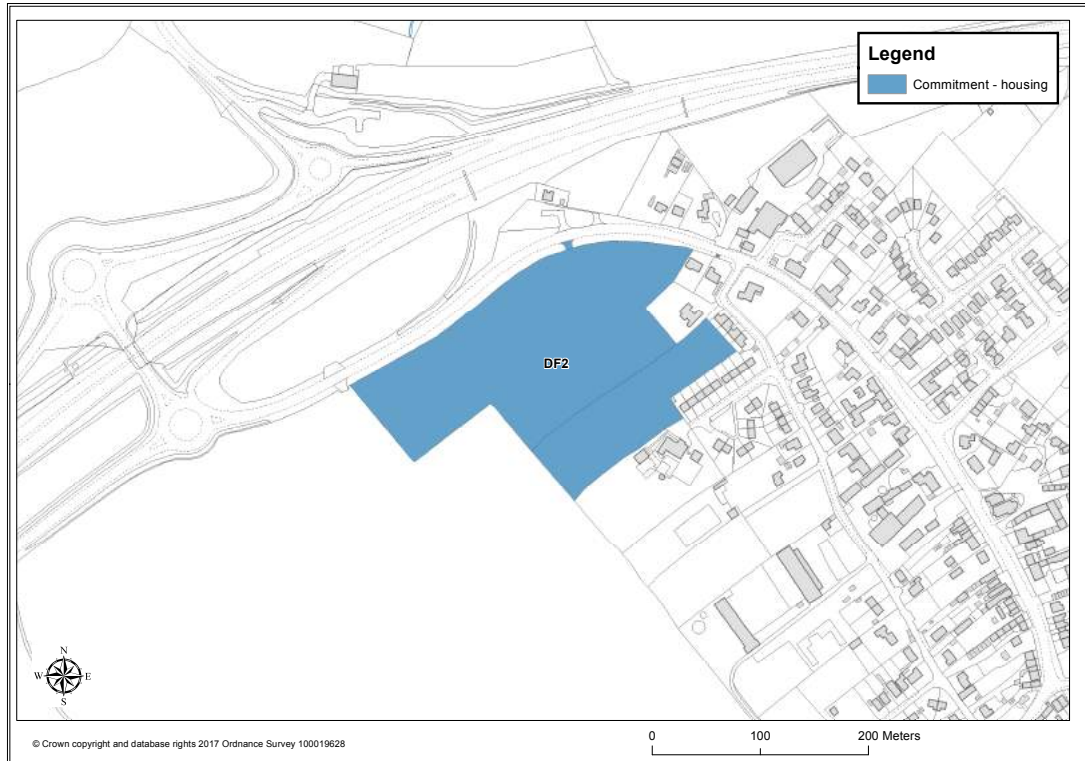 Legend
Commitment - housing
DF2
N
W E
S
© Crown copyright and database rights 2017 Ordnance Survey 100019628
0 100 200 Meters